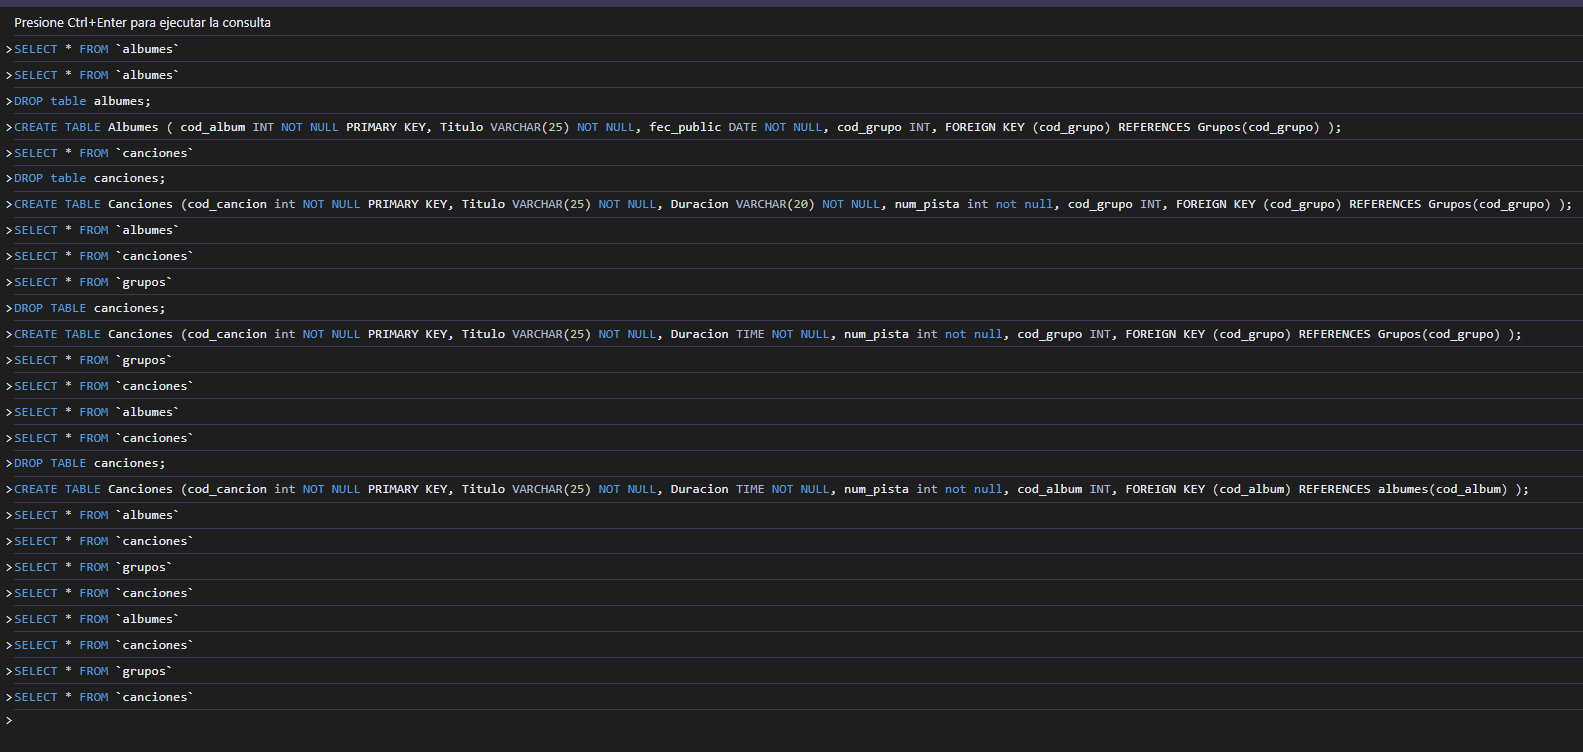 Presione Ctrl+Enter para ejecutar la consulta
>SELECT * FROM `albumes`
>SELECT * FROM `albumes`
>DROP table albumes;
>CREATE TABLE Albumes ( cod_album INT NOT NULL PRIMARY KEY, Titulo VARCHAR(25) NOT NULL, fec_public DATE NOT NULL, cod_grupo INT, FOREIGN KEY (cod_grupo) REFERENCES Grupos(cod_grupo) );
>SELECT * FROM `canciones`
>DROP table canciones;
>CREATE TABLE Canciones (cod_cancion int NOT NULL PRIMARY KEY, Titulo VARCHAR(25) NOT NULL, Duracion VARCHAR(20) NOT NULL, num_pista int not null, cod_grupo INT, FOREIGN KEY (cod_grupo) REFERENCES Grupos(cod_grupo) );
>SELECT * FROM `albumes`
>SELECT * FROM `canciones`
>SELECT * FROM `grupos`
>DROP TABLE canciones;
>CREATE TABLE Canciones (cod_cancion int NOT NULL PRIMARY KEY, Titulo VARCHAR(25) NOT NULL, Duracion TIME NOT NULL, num_pista int not null, cod_grupo INT, FOREIGN KEY (cod_grupo) REFERENCES Grupos(cod_grupo) );
>SELECT * FROM `grupos`
>SELECT * FROM `canciones`
>SELECT * FROM `albumes`
>SELECT * FROM `canciones`
>DROP TABLE canciones;
>CREATE TABLE Canciones (cod_cancion int NOT NULL PRIMARY KEY, Titulo VARCHAR(25) NOT NULL, Duracion TIME NOT NULL, num_pista int not null, cod_album INT, FOREIGN KEY (cod_album) REFERENCES albumes(cod_album) );
>SELECT * FROM `albumes`
>SELECT * FROM `canciones`
>SELECT * FROM `grupos`
>SELECT * FROM `canciones`
>SELECT * FROM `albumes`
>SELECT * FROM `canciones`
>SELECT * FROM `grupos`
>SELECT * FROM `canciones`
>